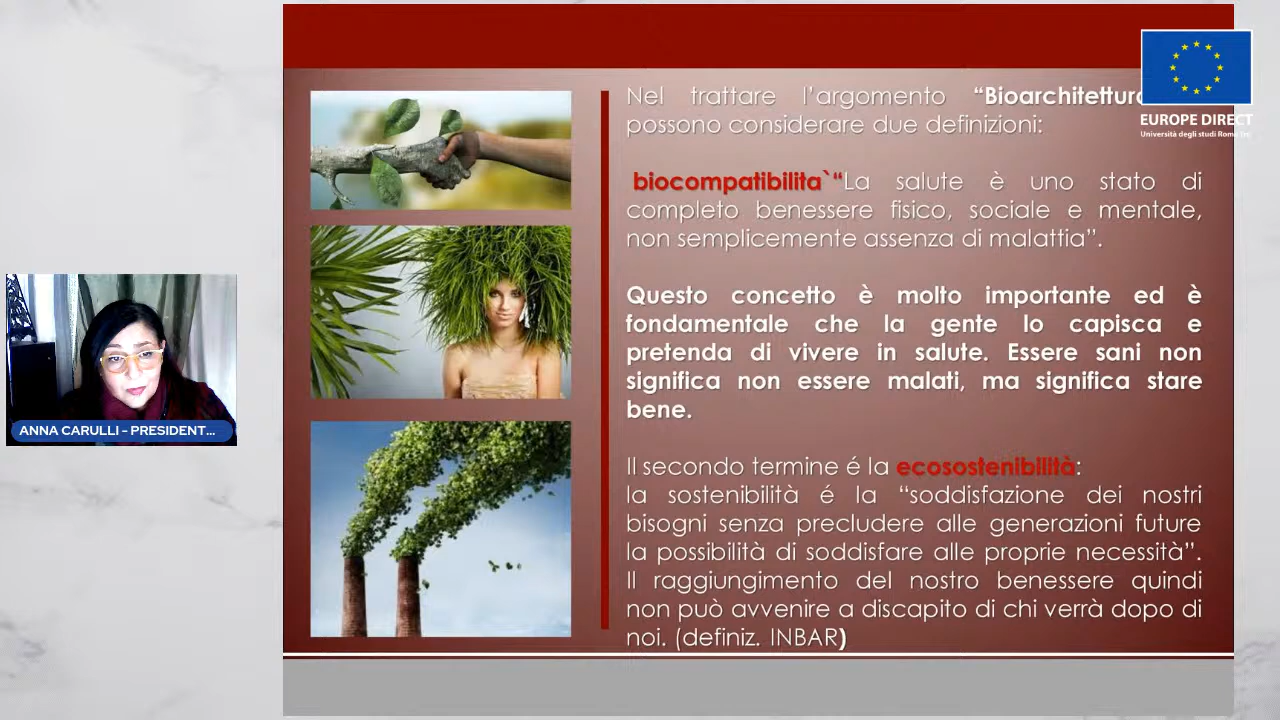 Nel trattare l’argomento “Bioarchitettura
possono considerare due definizioni:
biocompatibilita`“La salute è uno stato di
completo benessere fisico, sociale e mentale,
non semplicemente assenza di malattia”.
Questo concetto è molto importante ed è
fondamentale che la gente lo capisca e
pretenda di vivere in salute. Essere sani non
significa non essere malati, ma significa stare
bene.
Il secondo termine é la ecosostenibilità:
la sostenibilità é la “soddisfazione dei nostri
bisogni senza precludere alle generazioni future
la possibilità di soddisfare alle proprie necessità”.
Il raggiungimento del nostro benessere quindi
non può avvenire a discapito di chi verrà dopo di
noi. (definiz. INBAR)
EUROPE DIRECT
Università degli studi Roma
ANNA CARULLI - PRESIDENT...